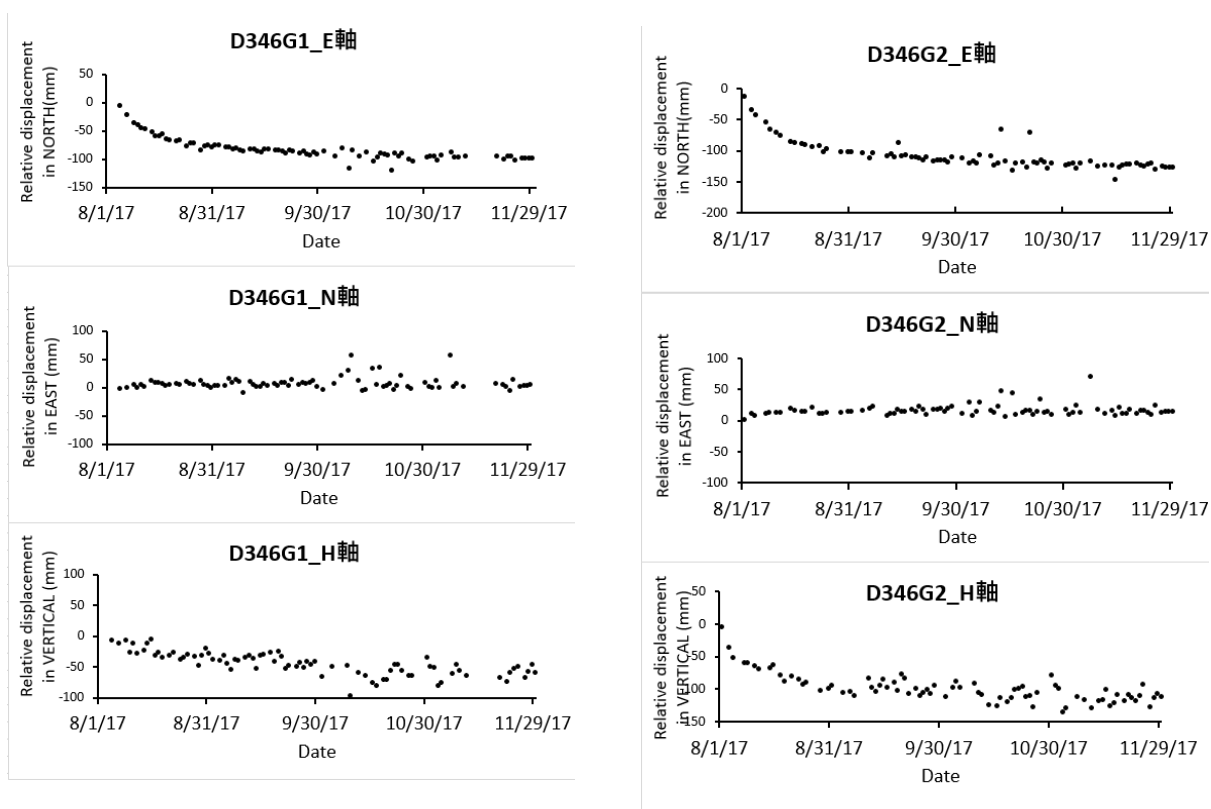 D346G1_E軸
Relative displacement
in NORTH(mm)
50
0
-50
-100
-150
8/1/17 8/31/17 9/30/17 10/30/17 11/29/17
Date
D346G1_N軸
Relative displacement
in EAST (mm)
100
50
0
-50
-100
8/1/17 8/31/17 9/30/17 10/30/17 11/29/17
Date
D346G1_H軸
Relative displacement
in VERTICAL (mm)
100
50
0
-50
-100
8/1/17 8/31/17 9/30/17 10/30/17 11/29/17
Date
D346G2_E軸
Relative displacement
in NORTH(mm)
0
-50
-100
-150
-200
8/1/17 8/31/17 9/30/17 10/30/17 11/29/17
Date
D346G2_N軸
Relative displacement
in EAST (mm)
100
50
0
-50
-100
8/1/17 8/31/17 9/30/17 10/30/17 11/29/17
Date
D346G2_H軸
Relative displacement
in VERTICAL (mm)
50
0
-50
-100
-150
8/1/17 8/31/17 9/30/17 10/30/17 11/29/17
Date